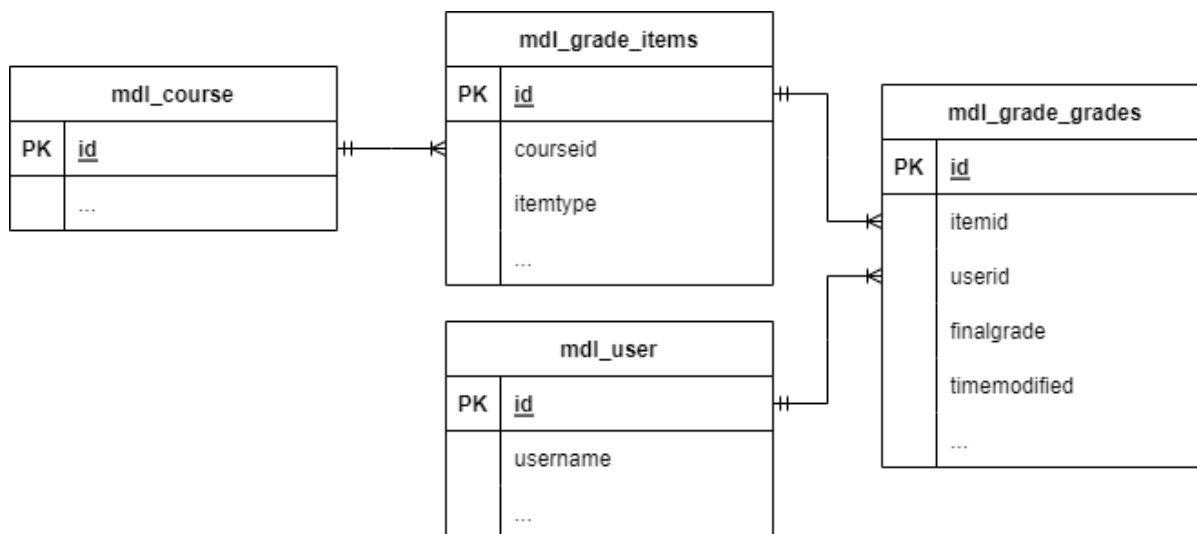 mdl_course
PK id
...
mdl_grade_items
PK id
courseid
itemtype
...
mdl_user
PK id
username
...
mdl_grade_grades
PK id
itemid
userid
finalgrade
timemodified
...